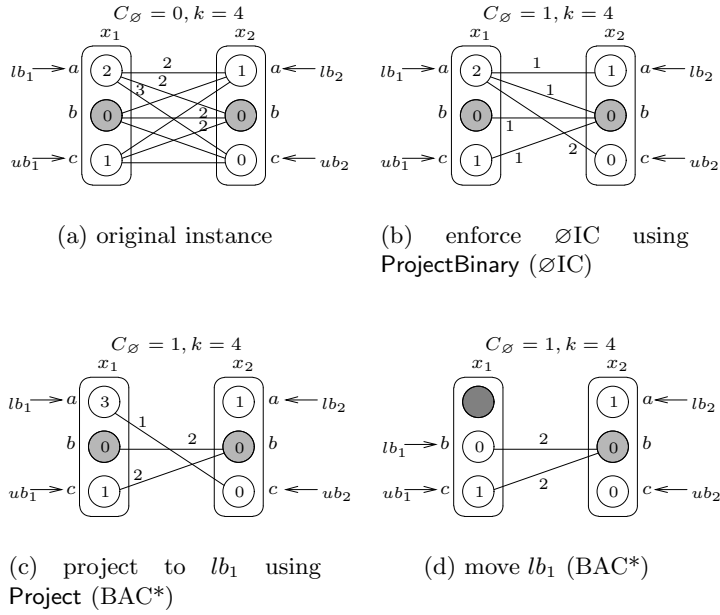 C∅ = 0, k = 4
x1 x2
lb1 a 2 2 1 a lb2
2
3
b 0 2 0 b
2
ub1 c 1 0 c ub2
(a) original instance
C∅ = 1, k = 4
x1 x2
lb1 a 2 1 1 a lb2
1
b 0 0 b
1
ub1 c 1 1 2 0 c ub2
(b) enforce ∅IC using
ProjectBinary (∅IC)
C∅ = 1, k = 4
x1 x2
lb1 a 3 1 a lb2
1
b 0 2 0 b
ub1 c 1 2 0 c ub2
(c) project to lb1 using
Project (BAC*)
C∅ = 1, k = 4
x1 x2
1 a lb2
lb1 b 0 2 0 b
ub1 c 1 2 0 c ub2
(d) move lb1 (BAC*)